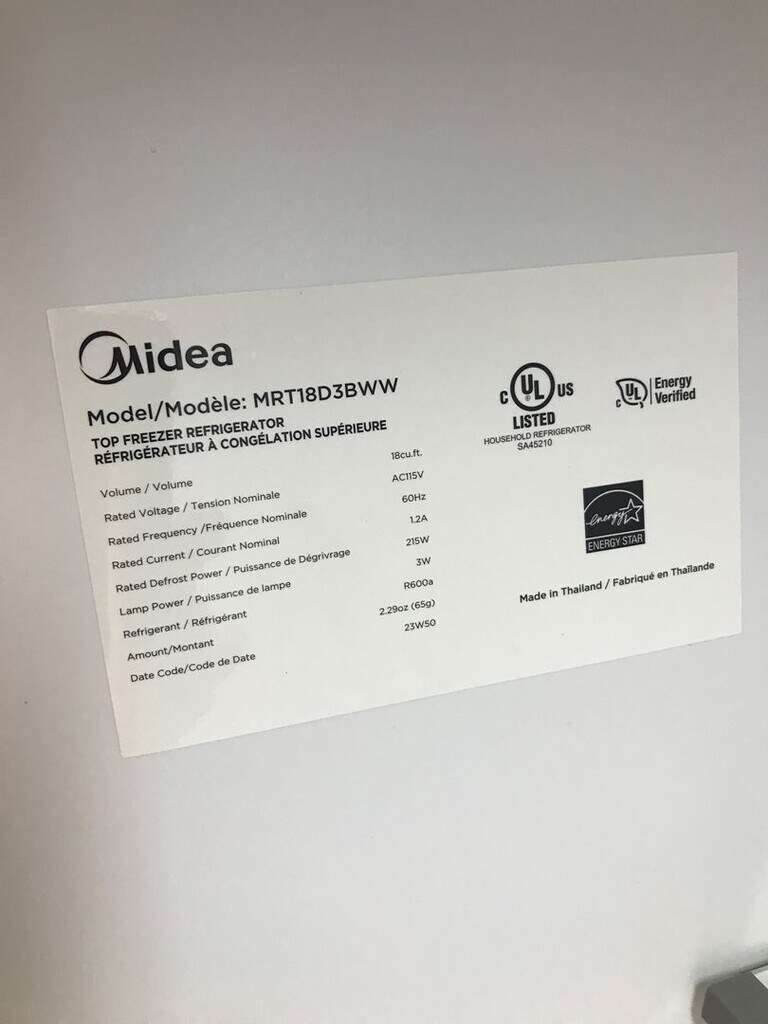 Midea
Model/Modèle: MRT18D3BWW
TOP FREEZER REFRIGERATOR
RÉFRIGÉRATEUR À CONGÉLATION SUPÉRIEURE
Volume / Volume 18cu.ft.
Rated Voltage / Tension Nominale AC115V
Rated Frequency /Fréquence Nominale 60Hz
Rated Current / Courant Nominal 1.2A
Rated Defrost Power / Puissance de Dégrivrage 215W
Lamp Power / Puissance de lampe 3W
Refrigerant / Réfrigérant R600a
Amount/Montant 2.29oz (65g)
Date Code/Code de Date 23W50
C UL US
®
LISTED
HOUSEHOLD REFRIGERATOR
SA45210
c UL Energy
Verified
energy
ENERGY STAR
Made in Thailand / Fabriqué en Thaïlande